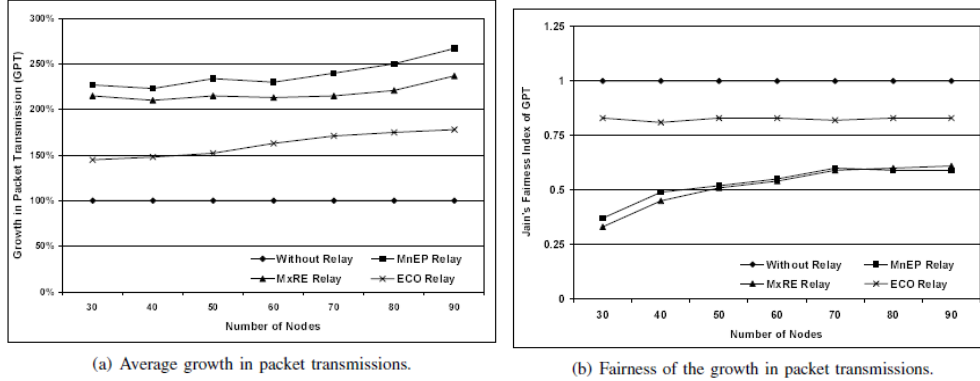 300%
250%
200%
150%
100%
50%
0%
Growth in Packet Transmission (GPT)
Without Relay
MnEP Relay
MxRE Relay
ECO Relay
30 40 50 60 70 80 90
Number of Nodes
(a) Average growth in packet transmissions.
1.25
1
0.75
0.5
0.25
0
Jain's Fairness Index of GPT
Without Relay
MnEP Relay
MxRE Relay
ECO Relay
30 40 50 60 70 80 90
Number of Nodes
(b) Fairness of the growth in packet transmissions.